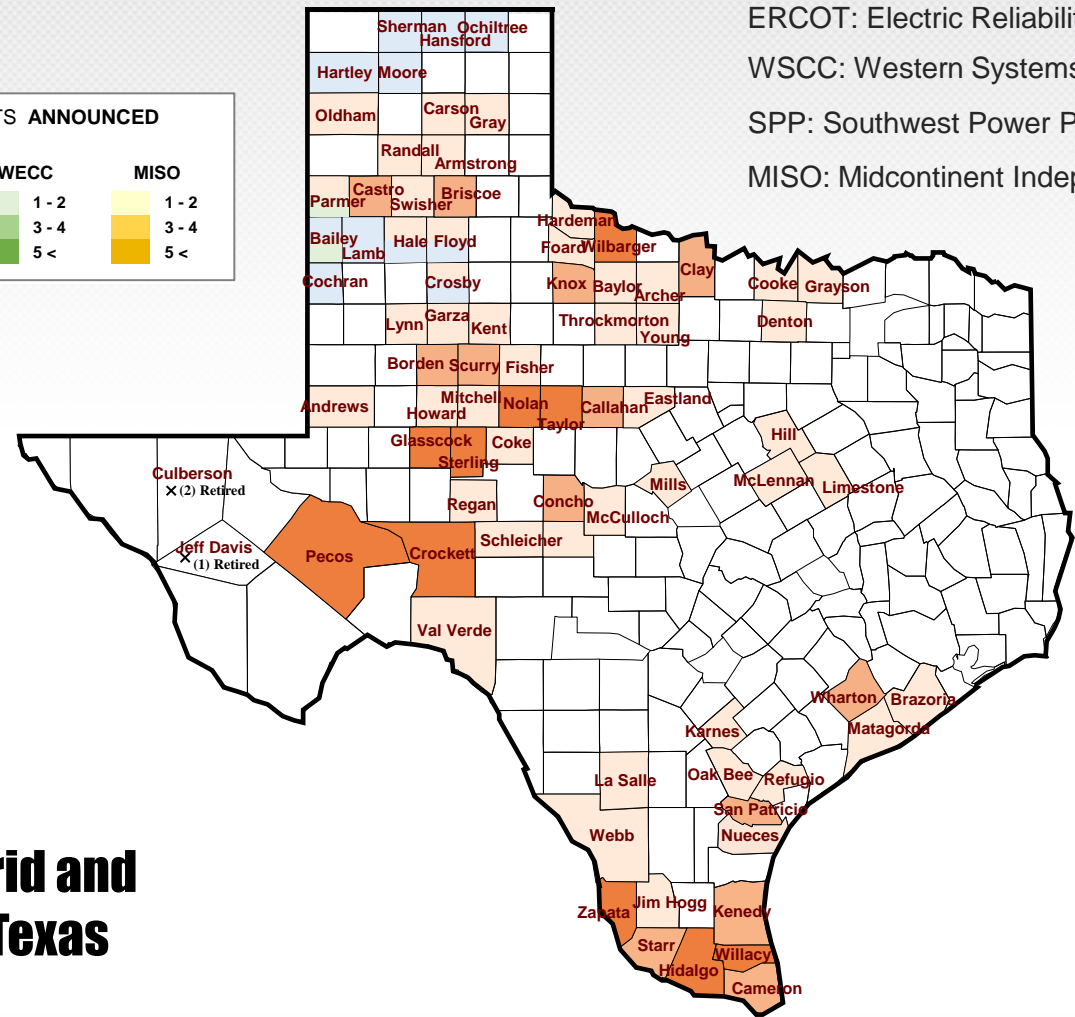 ERCOT: Electric Reliabilit
WSCC: Western Systems
SPP: Southwest Power P
MISO: Midcontinent Indep
TS ANNOUNCED
WECC MISO
1 - 2 1 - 2
3 - 4 3 - 4
5 < 5 <
Sherman Ochiltree
Hansford
Hartley Moore
Oldham Carson
Gray
Randall
Armstrong
Castro Briscoe
Parmer Swisher
Hardeman
Bailey Hale Floyd Foard Wilbarger
Lamb
Clay
Cochran Crosby Knox Baylor Cooke Grayson
Archer
Garza
Lynn Kent Throckmorton Denton
Young
Borden Scurry Fisher
Mitchell Nolan Eastland
Andrews Howard Callahan
Taylor
Glasscock Coke Hill
Sterling
Culberson
(2) Retired
Mills McLennan Limestone
Regan Concho
McCulloch
Schleicher
Jeff Davis
(1) Retired
Pecos Crockett
Val Verde
Wharton Brazoria
Karnes Matagorda
La Salle Oak Bee Refugio
San Patricio
Webb Nueces
Zapata Jim Hogg Kenedy
Starr Willacy
Hidalgo
Cameron
rid and
Texas